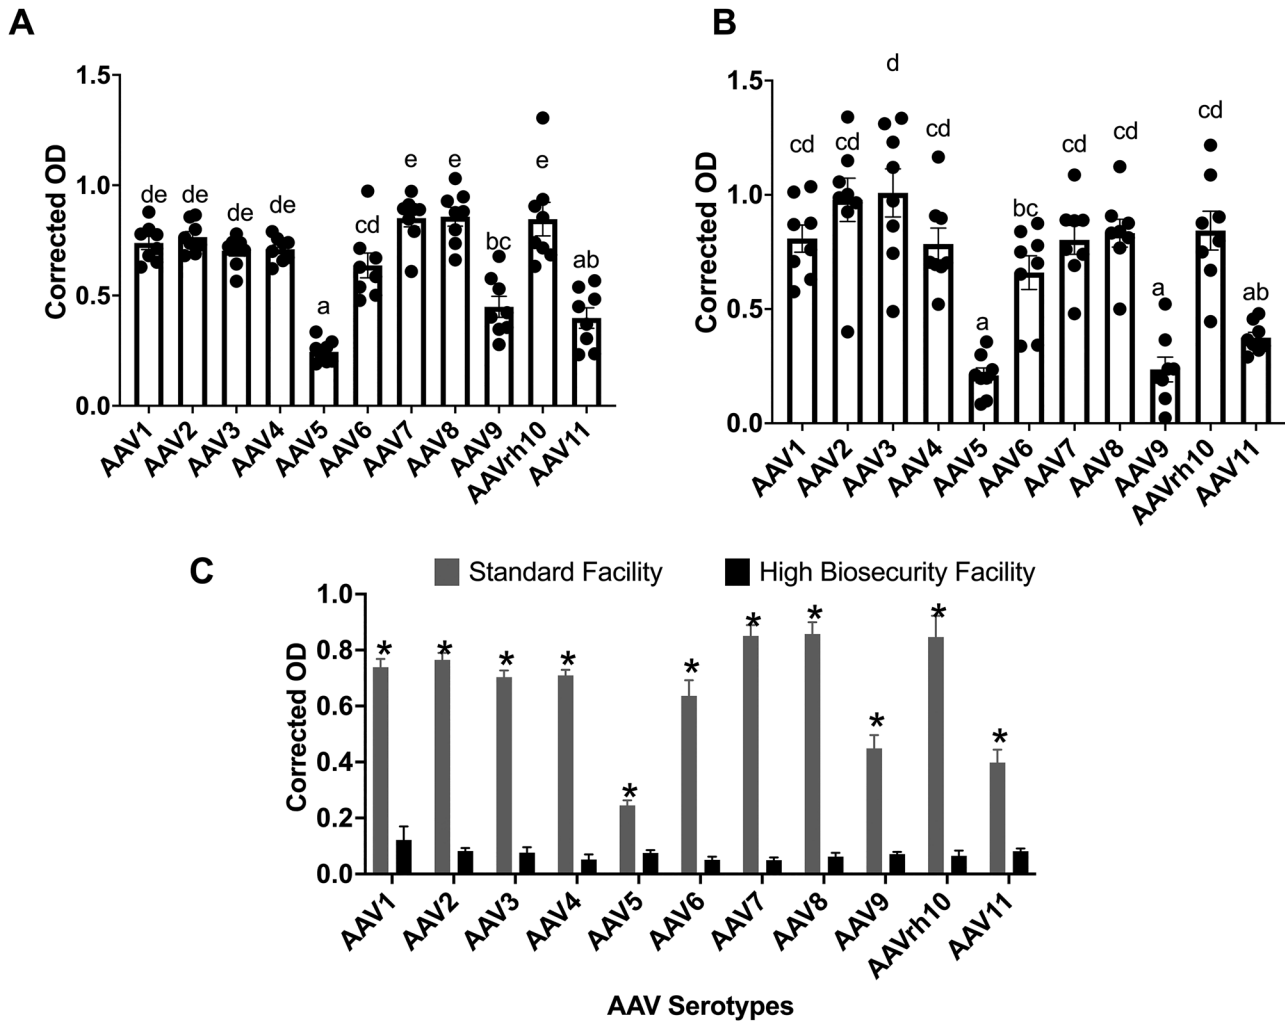 A
Corrected OD
1.5
1.0
0.5
0.0
de
de
de
de
a
cd
e
e
bc
e
ab
AAV1
AAV2
AAV3
AAV4
AAV5
AAV6
AAV7
AAV8
AAV9
AAVrh10
AAV11
B
Corrected OD
1.5
1.0
0.5
0.0
cd
cd
d
cd
a
bc
cd
cd
a
cd
ab
AAV1
AAV2
AAV3
AAV4
AAV5
AAV6
AAV7
AAV8
AAV9
AAVrh10
AAV11
C
Standard Facility
High Biosecurity Facility
Corrected OD
1.0
0.8
0.6
0.4
0.2
0.0
*
*
*
*
*
*
*
*
*
*
*
AAV1
AAV2
AAV3
AAV4
AAV5
AAV6
AAV7
AAV8
AAV9
AAVrh10
AAV11
AAV Serotypes